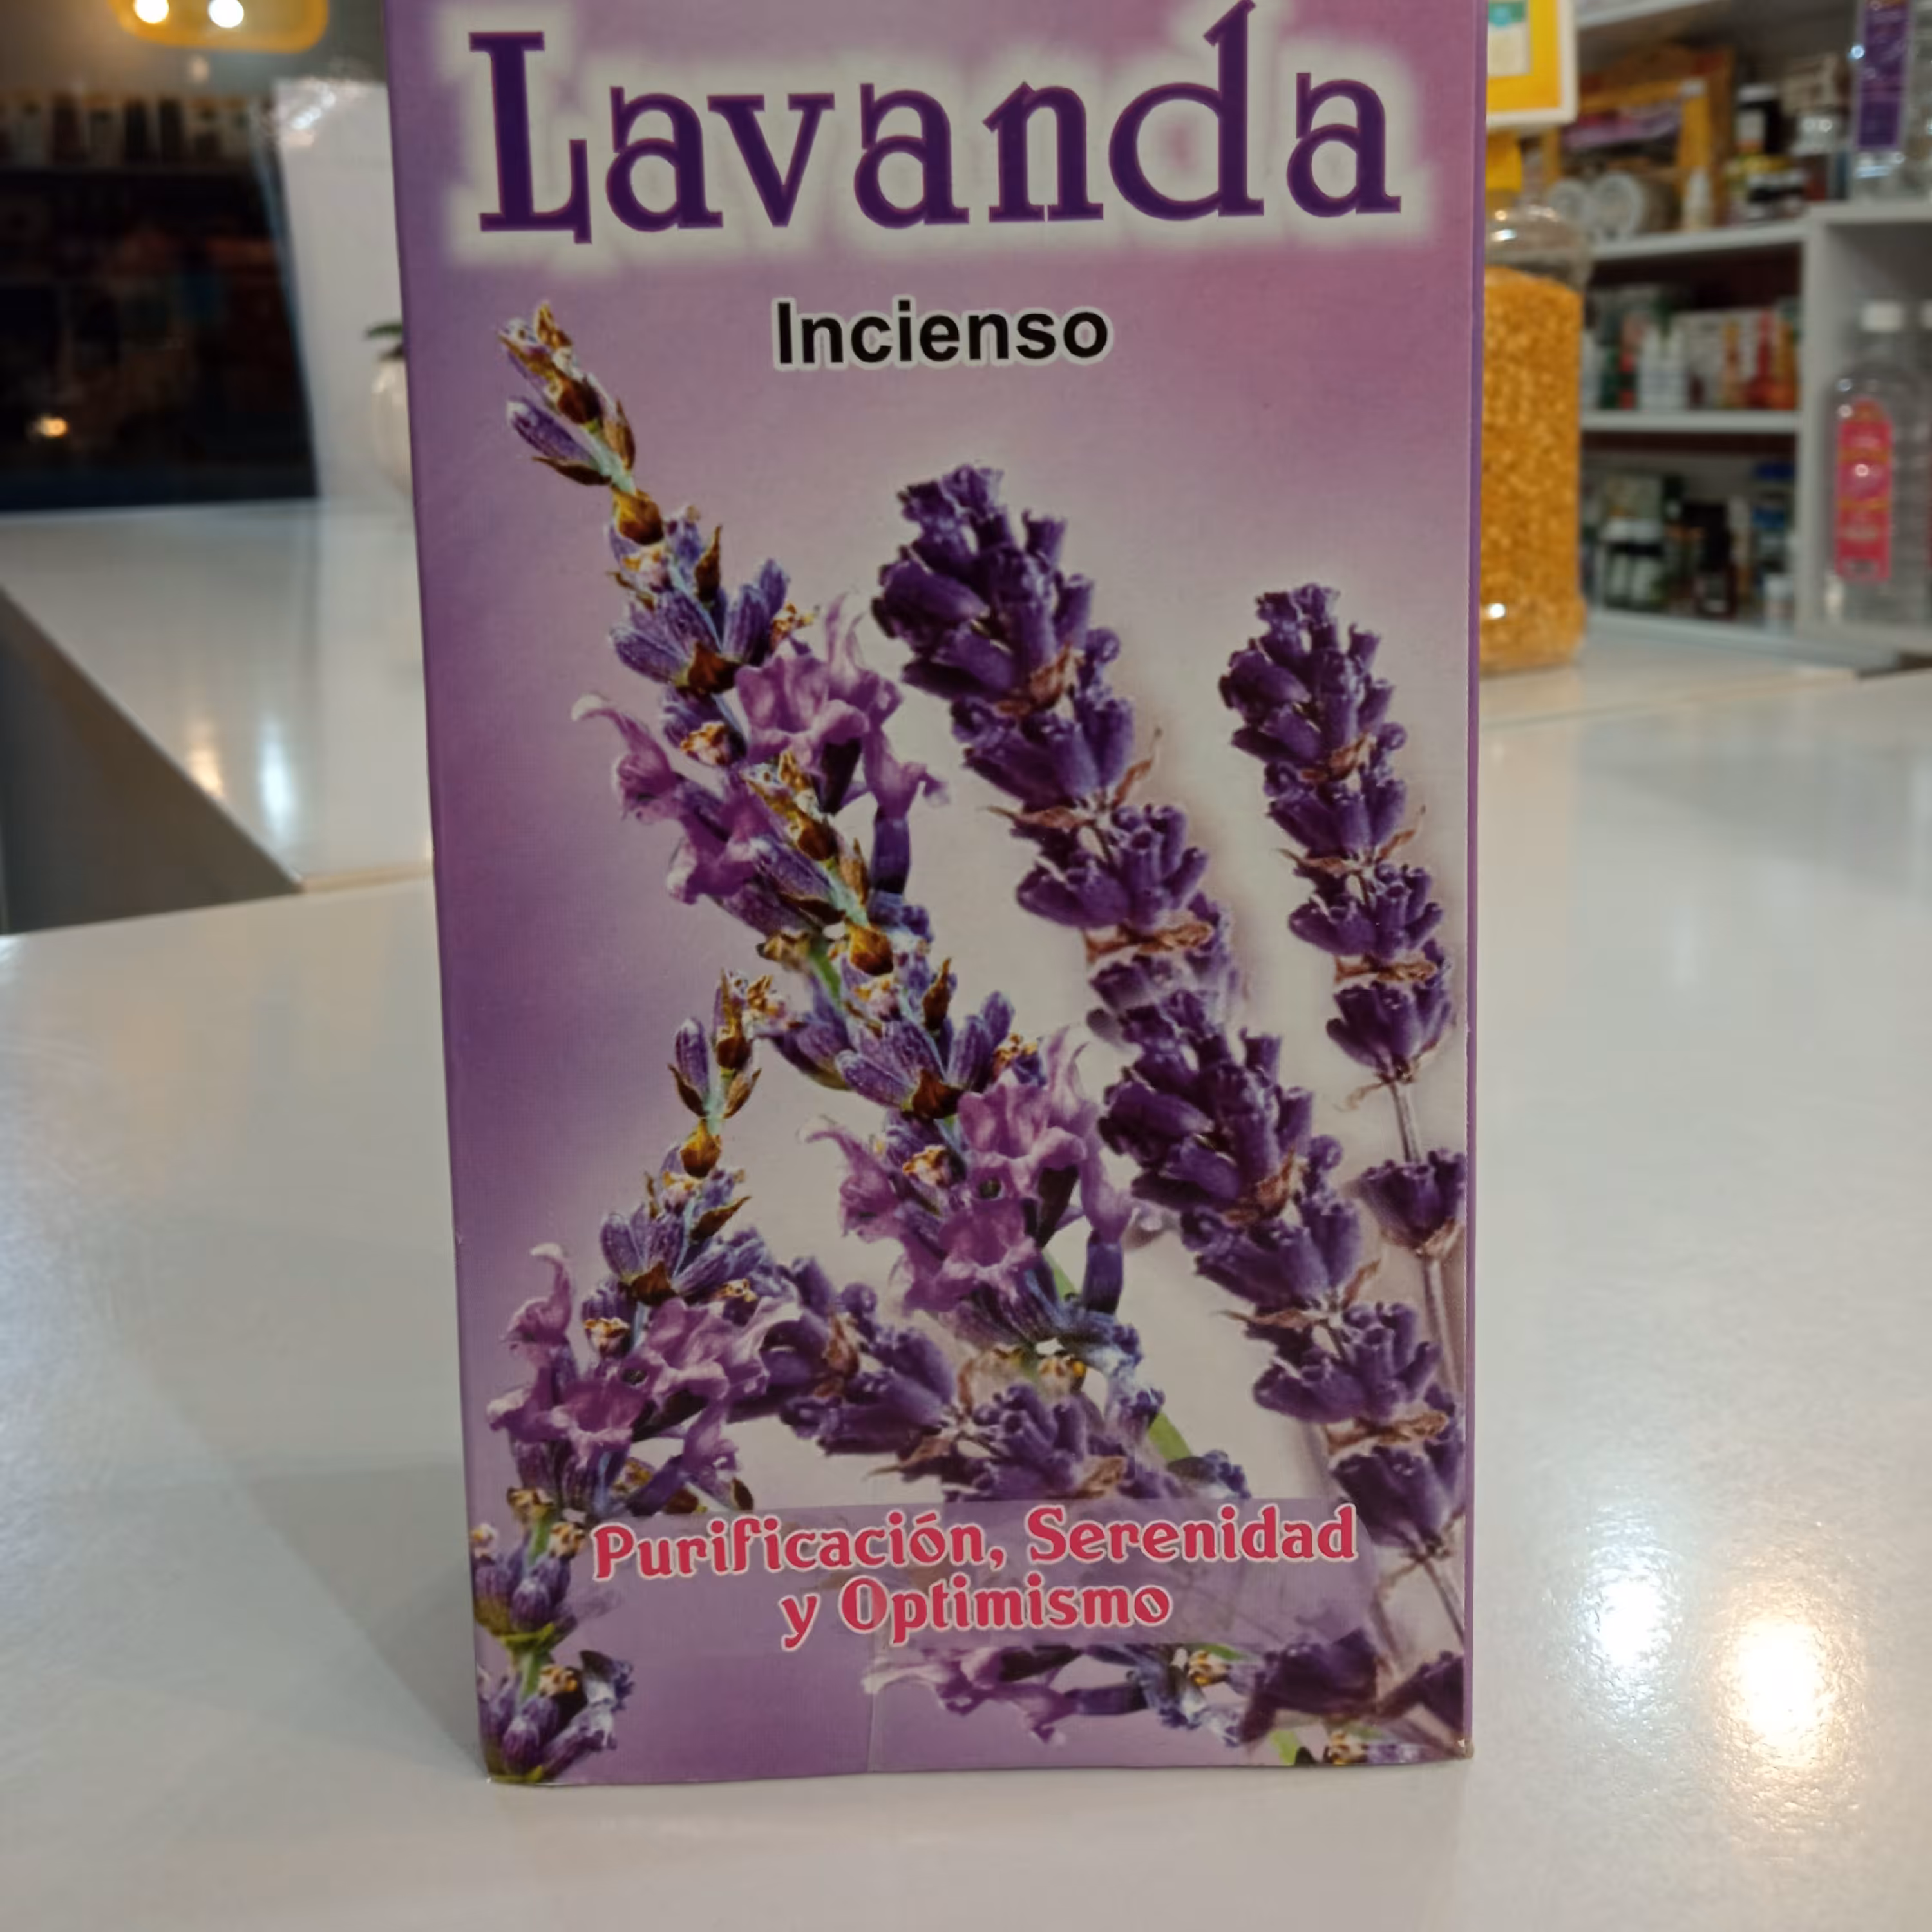 Lavanda
Incienso
Purificación, Serenidad
y Optimismo